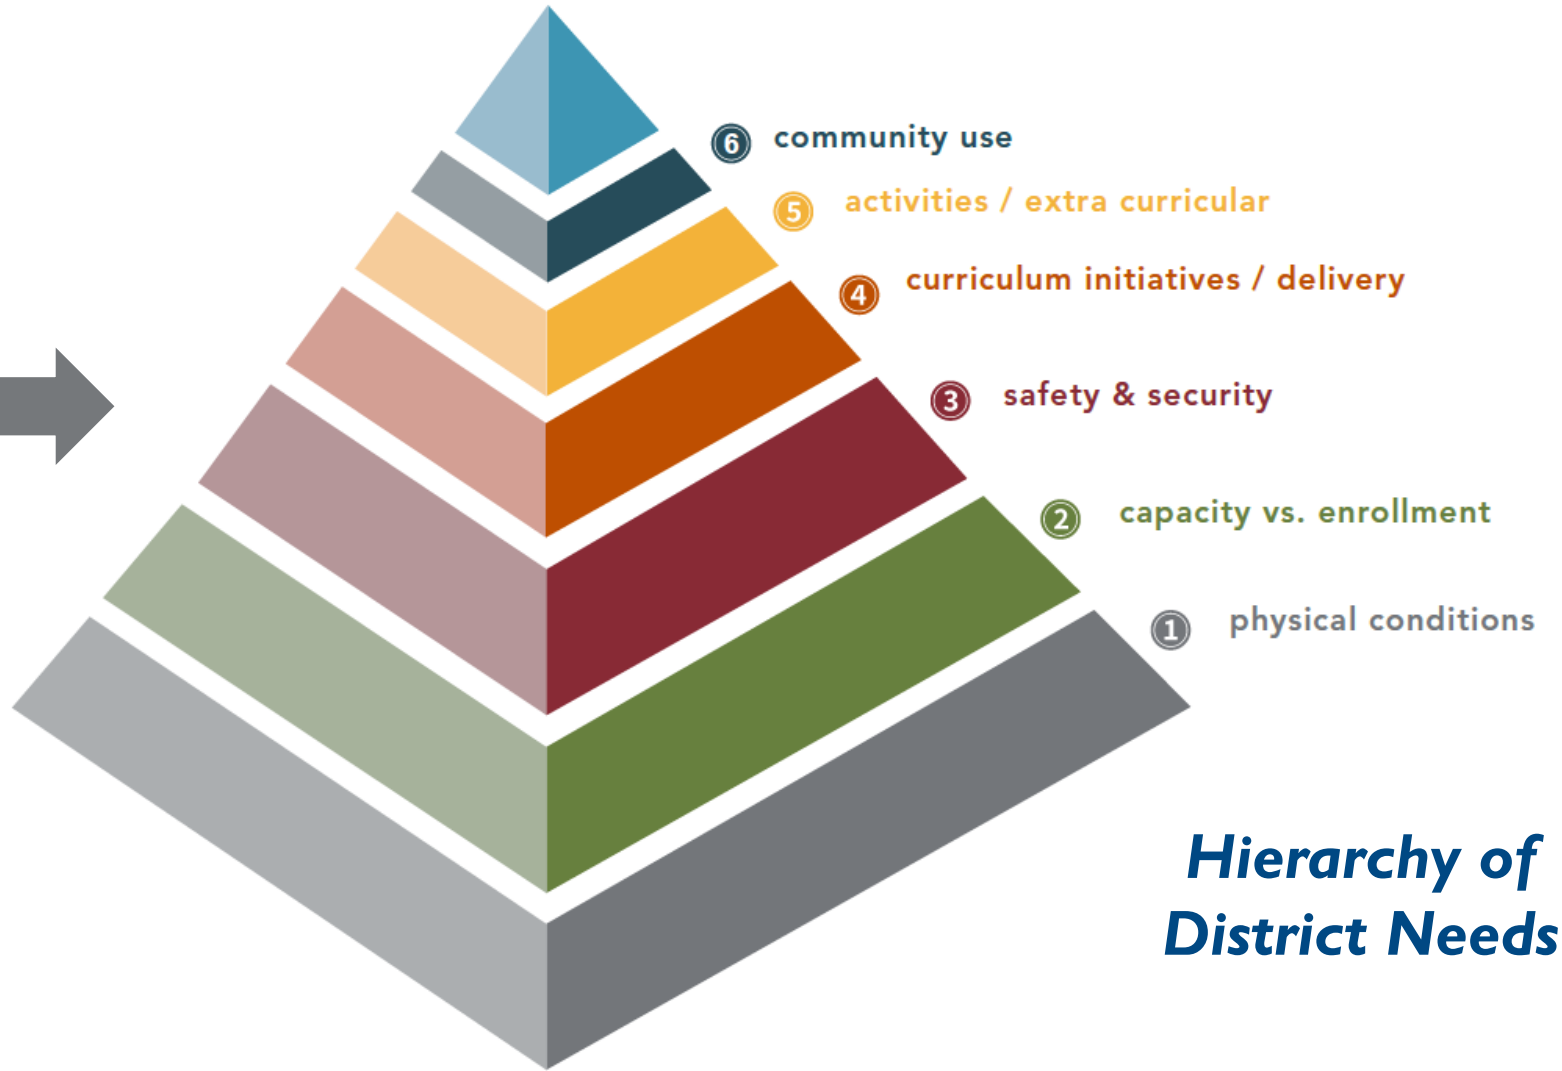 6 community use
5 activities / extra curricular
4 curriculum initiatives / delivery
3 safety & security
2 capacity vs. enrollment
1 physical conditions
Hierarchy of
District Needs